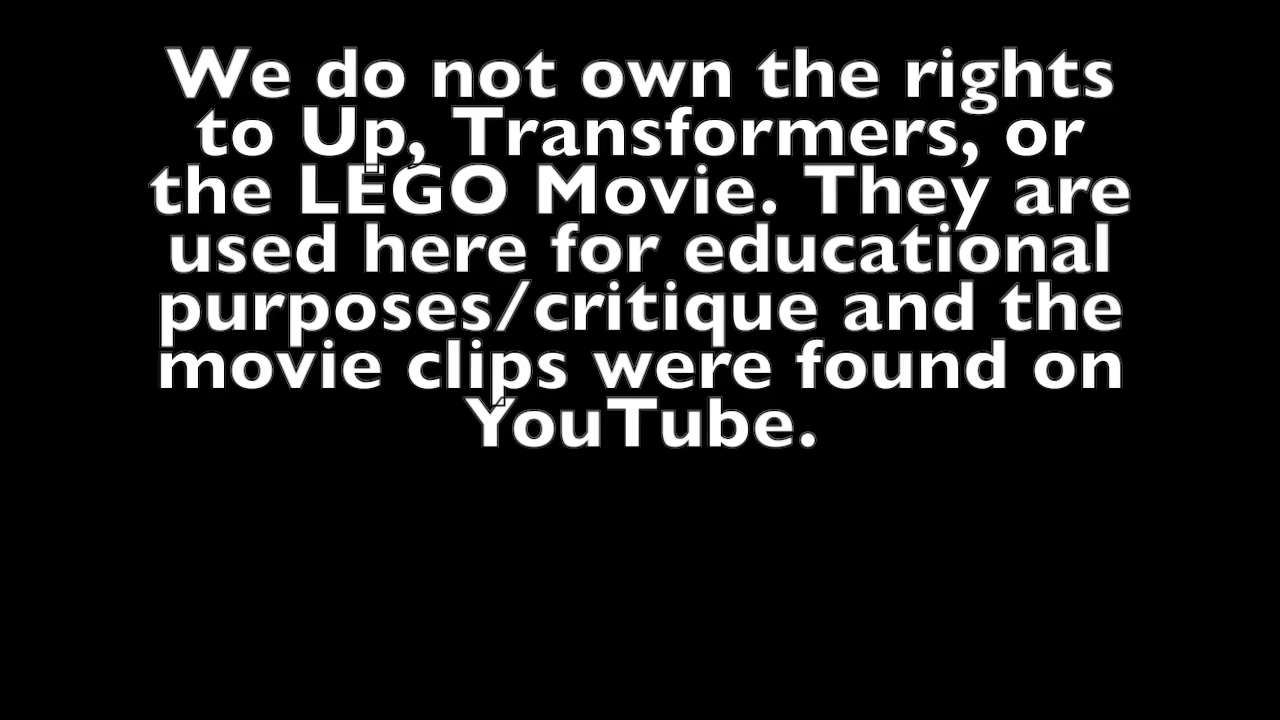 We do not own the rights
to Up, Transformers, or
the LEGO Movie. They are
used here for educational
purposes/critique and the
movie clips were found on
YouTube.